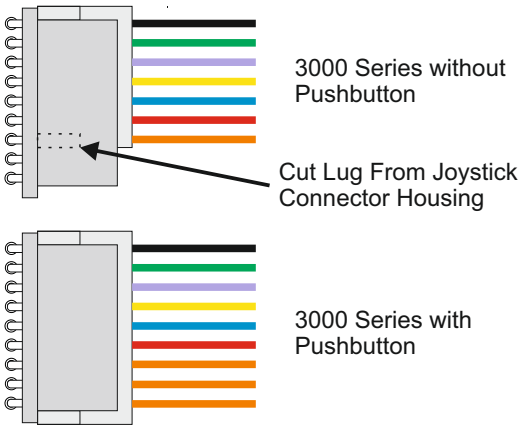 3000 Series without
Pushbutton
Cut Lug From Joystick
Connector Housing
3000 Series with
Pushbutton